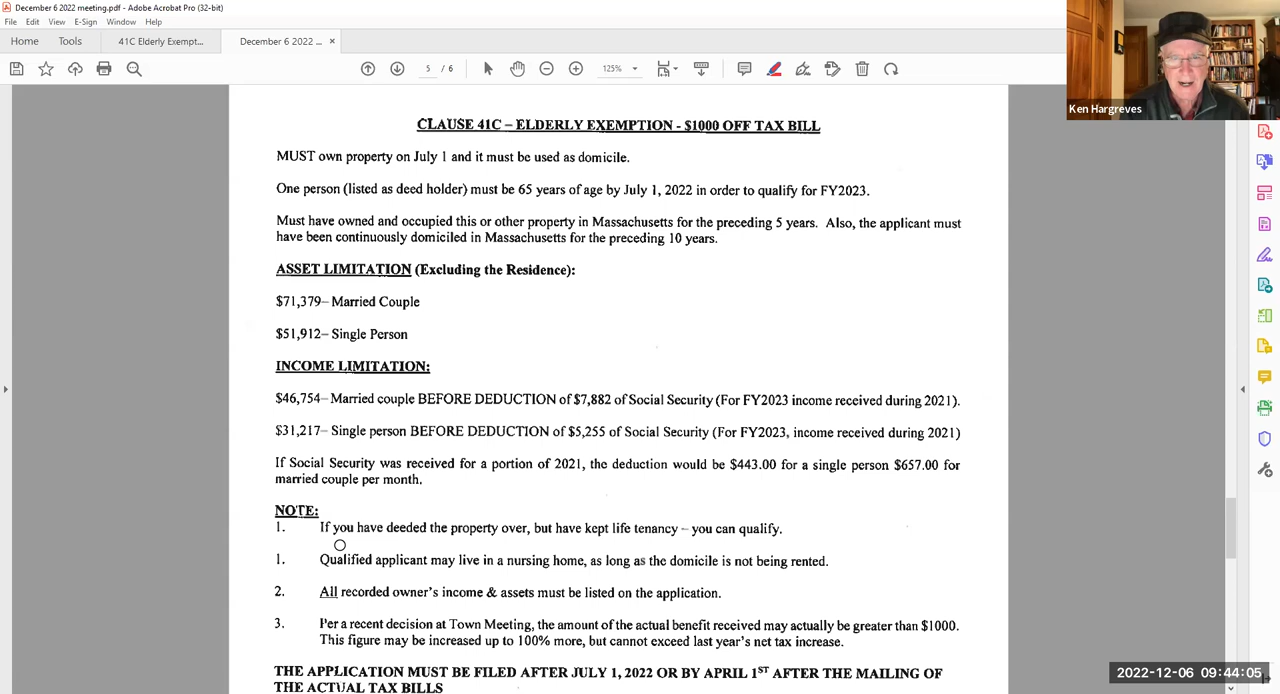 December 6 2022 meeting.pdf - Adobe Acrobat Pro (32-bit)
File Edit View E-Sign Window Help
Home Tools 41C Elderly Exempt... December 6 2022 ... ×
5 / 6 125%
Ken Hargreves
CLAUSE 41C – ELDERLY EXEMPTION - $1000 OFF TAX BILL
MUST own property on July 1 and it must be used as domicile.
One person (listed as deed holder) must be 65 years of age by July 1, 2022 in order to qualify for FY2023.
Must have owned and occupied this or other property in Massachusetts for the preceding 5 years. Also, the applicant must
have been continuously domiciled in Massachusetts for the preceding 10 years.
ASSET LIMITATION (Excluding the Residence):
$71,379– Married Couple
$51,912– Single Person
INCOME LIMITATION:
$46,754– Married couple BEFORE DEDUCTION of $7,882 of Social Security (For FY2023 income received during 2021).
$31,217– Single person BEFORE DEDUCTION of $5,255 of Social Security (For FY2023, income received during 2021)
If Social Security was received for a portion of 2021, the deduction would be $443.00 for a single person $657.00 for
married couple per month.
NOTE:
1. If you have deeded the property over, but have kept life tenancy – you can qualify.
1. Qualified applicant may live in a nursing home, as long as the domicile is not being rented.
2. All recorded owner's income & assets must be listed on the application.
3. Per a recent decision at Town Meeting, the amount of the actual benefit received may actually be greater than $1000.
This figure may be increased up to 100% more, but cannot exceed last year's net tax increase.
THE APPLICATION MUST BE FILED AFTER JULY 1, 2022 OR BY APRIL 1ST AFTER THE MAILING OF
THE ACTUAL TAX BILLS
2022-12-06 09:44:05